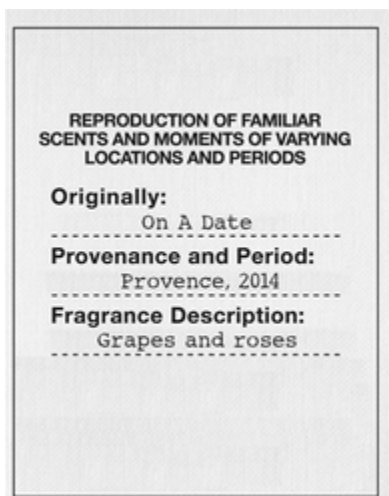 REPRODUCTION OF FAMILIAR
SCENTS AND MOMENTS OF VARYING
LOCATIONS AND PERIODS
Originally:
On A Date
Provenance and Period:
Provence, 2014
Fragrance Description:
Grapes and roses